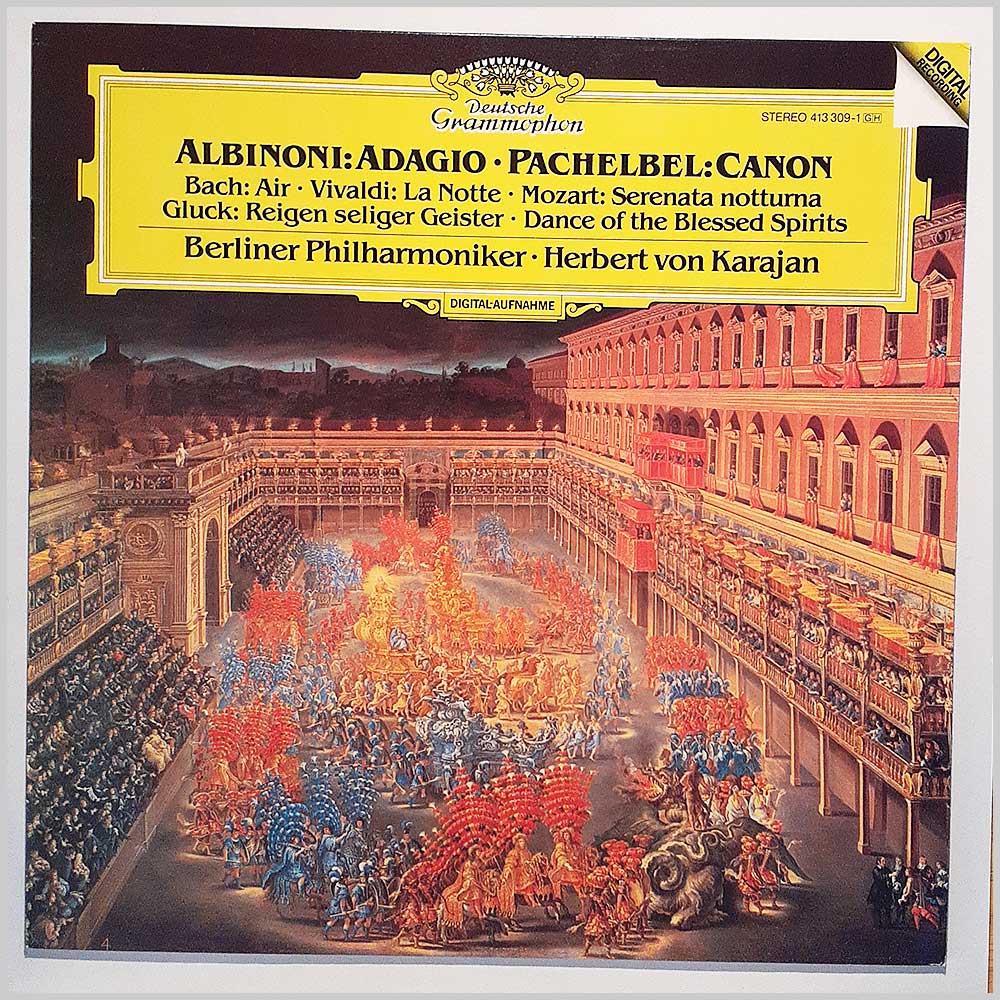 DIGITAL
RECORDING
Deutsche
Grammophon
STEREO 413 309-1 GH
ALBINONI: ADAGIO · PACHELBEL: CANON
Bach: Air · Vivaldi: La Notte · Mozart: Serenata notturna
Gluck: Reigen seliger Geister · Dance of the Blessed Spirits
Berliner Philharmoniker · Herbert von Karajan
DIGITAL-AUFNAHME
4